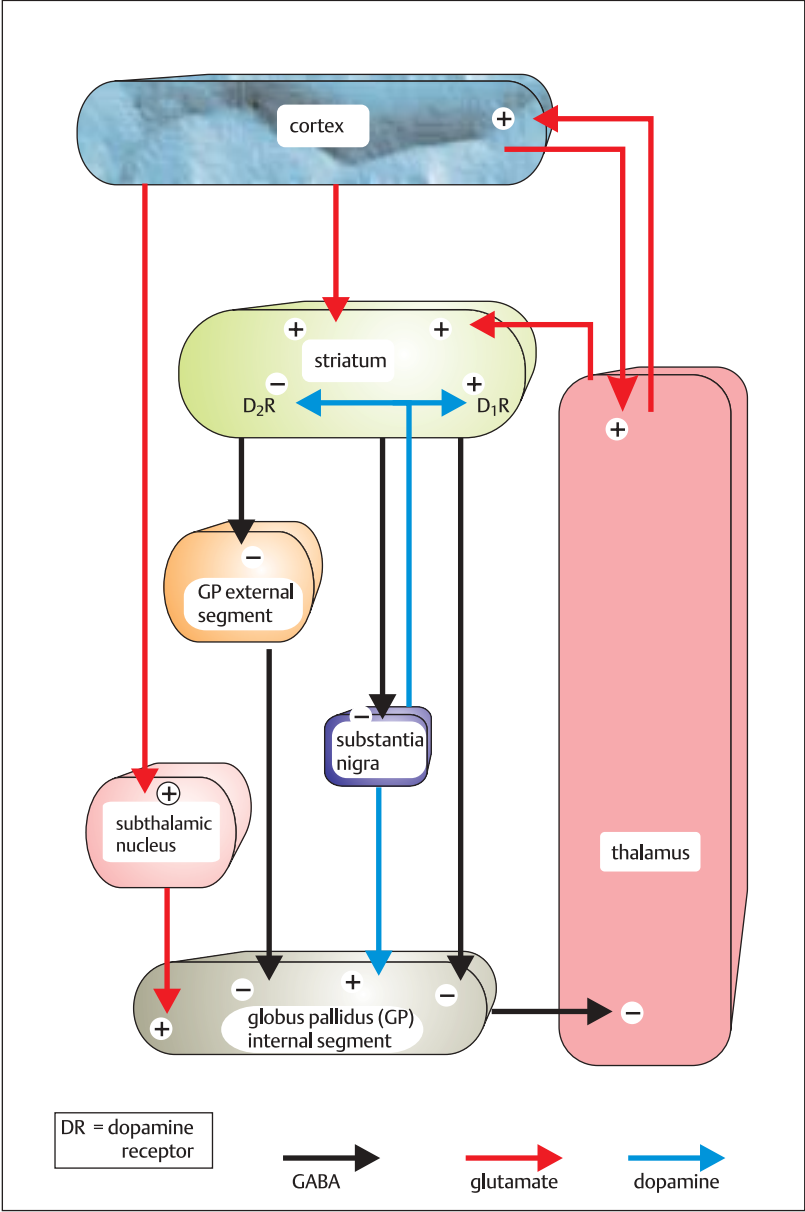 cortex
+
+
+
striatum
−
+
D₂R
D₁R
+
−
GP external
segment
−
substantia
nigra
+
subthalamic
nucleus
thalamus
−
+
−
globus pallidus (GP)
internal segment
+
−
DR = dopamine
receptor
GABA
glutamate
dopamine